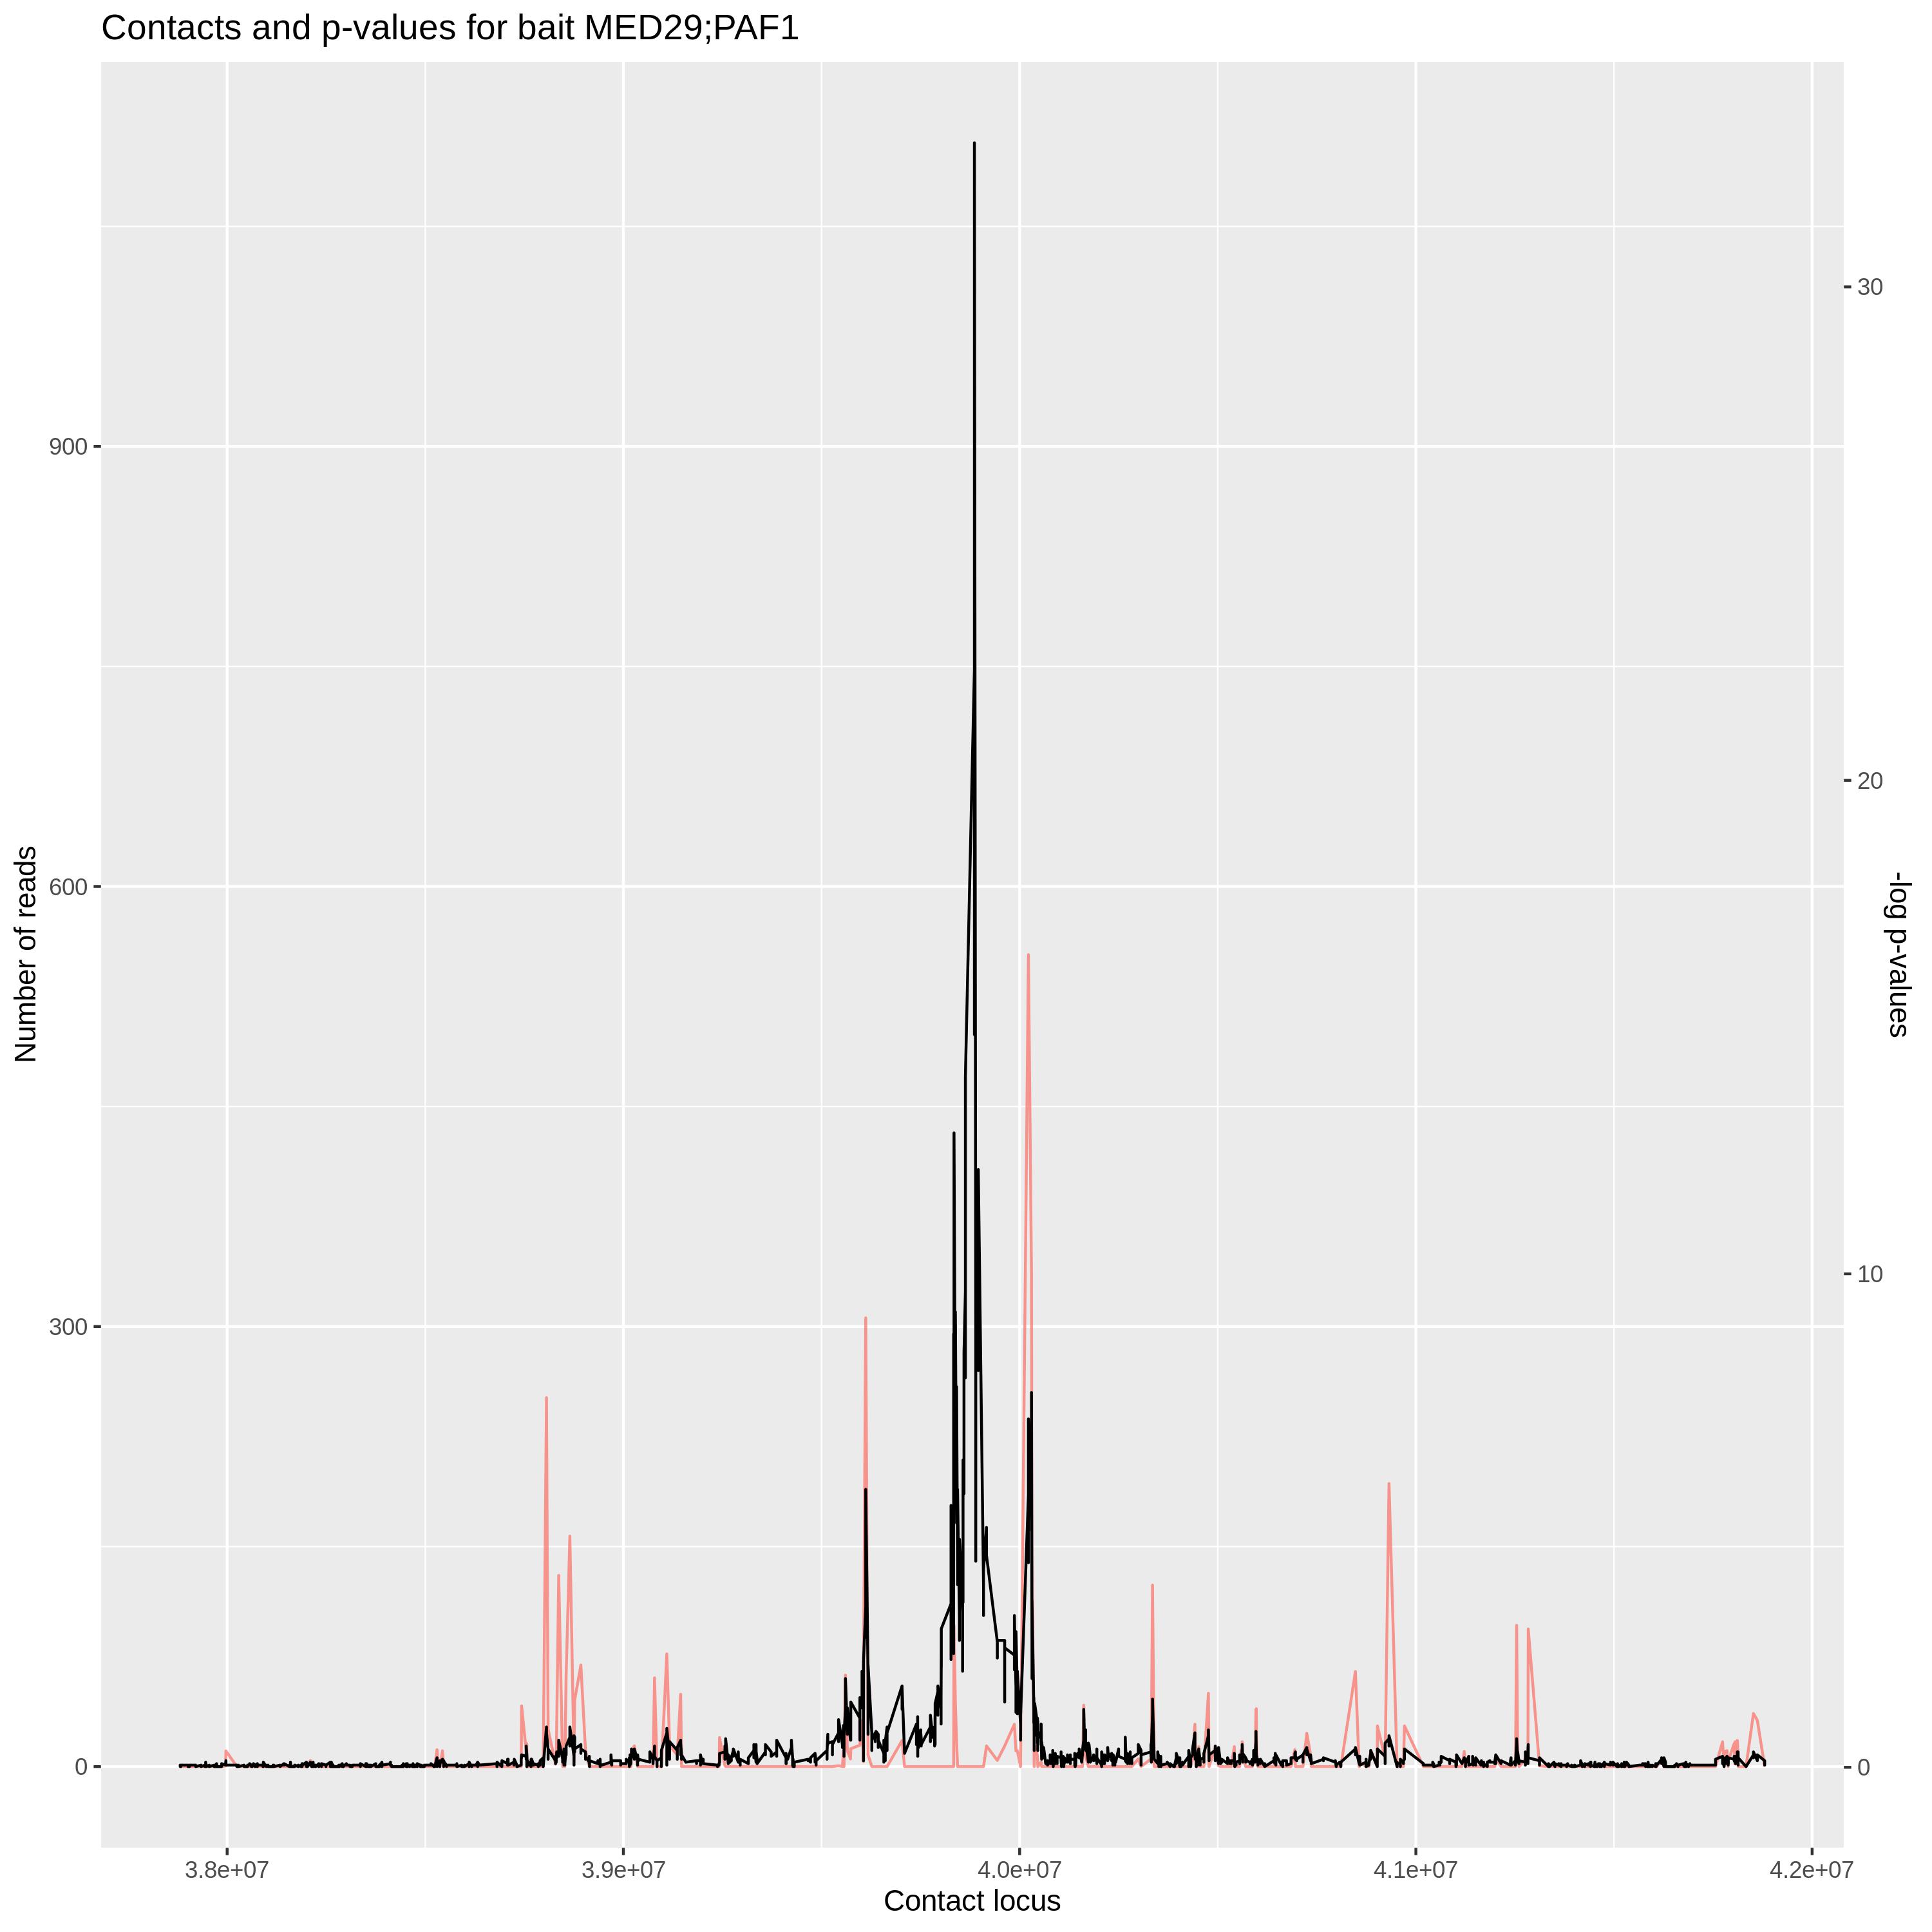 Contacts and p-values for bait MED29;PAF1
900
600
300
0
Number of reads
30
20
10
0
-log p-values
3.8e+07
3.9e+07
4.0e+07
4.1e+07
4.2e+07
Contact locus